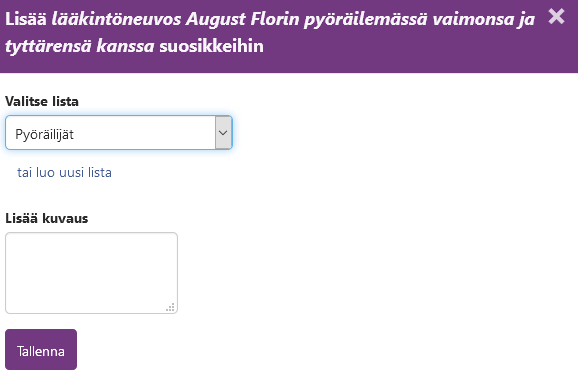 Lisää lääkintöneuvos August Florin pyöräilemässä vaimonsa ja
tyttärensä kanssa suosikkeihin
Valitse lista
Pyöräilijät
tai luo uusi lista
Lisää kuvaus
Tallenna